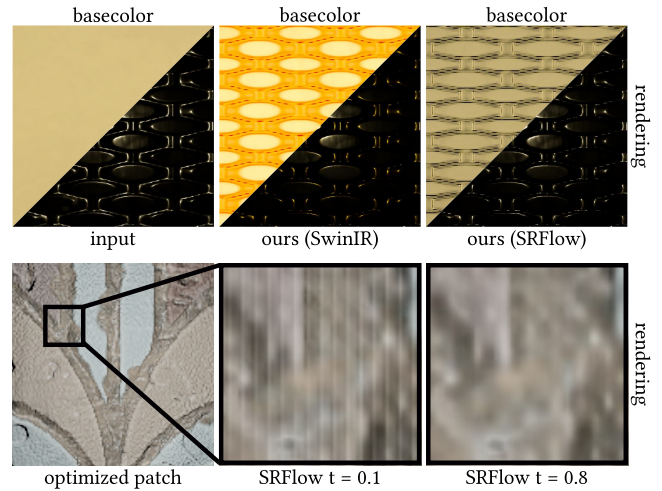 basecolor basecolor basecolor
rendering
input ours (SwinIR) ours (SRFlow)
rendering
optimized patch SRFlow t = 0.1 SRFlow t = 0.8